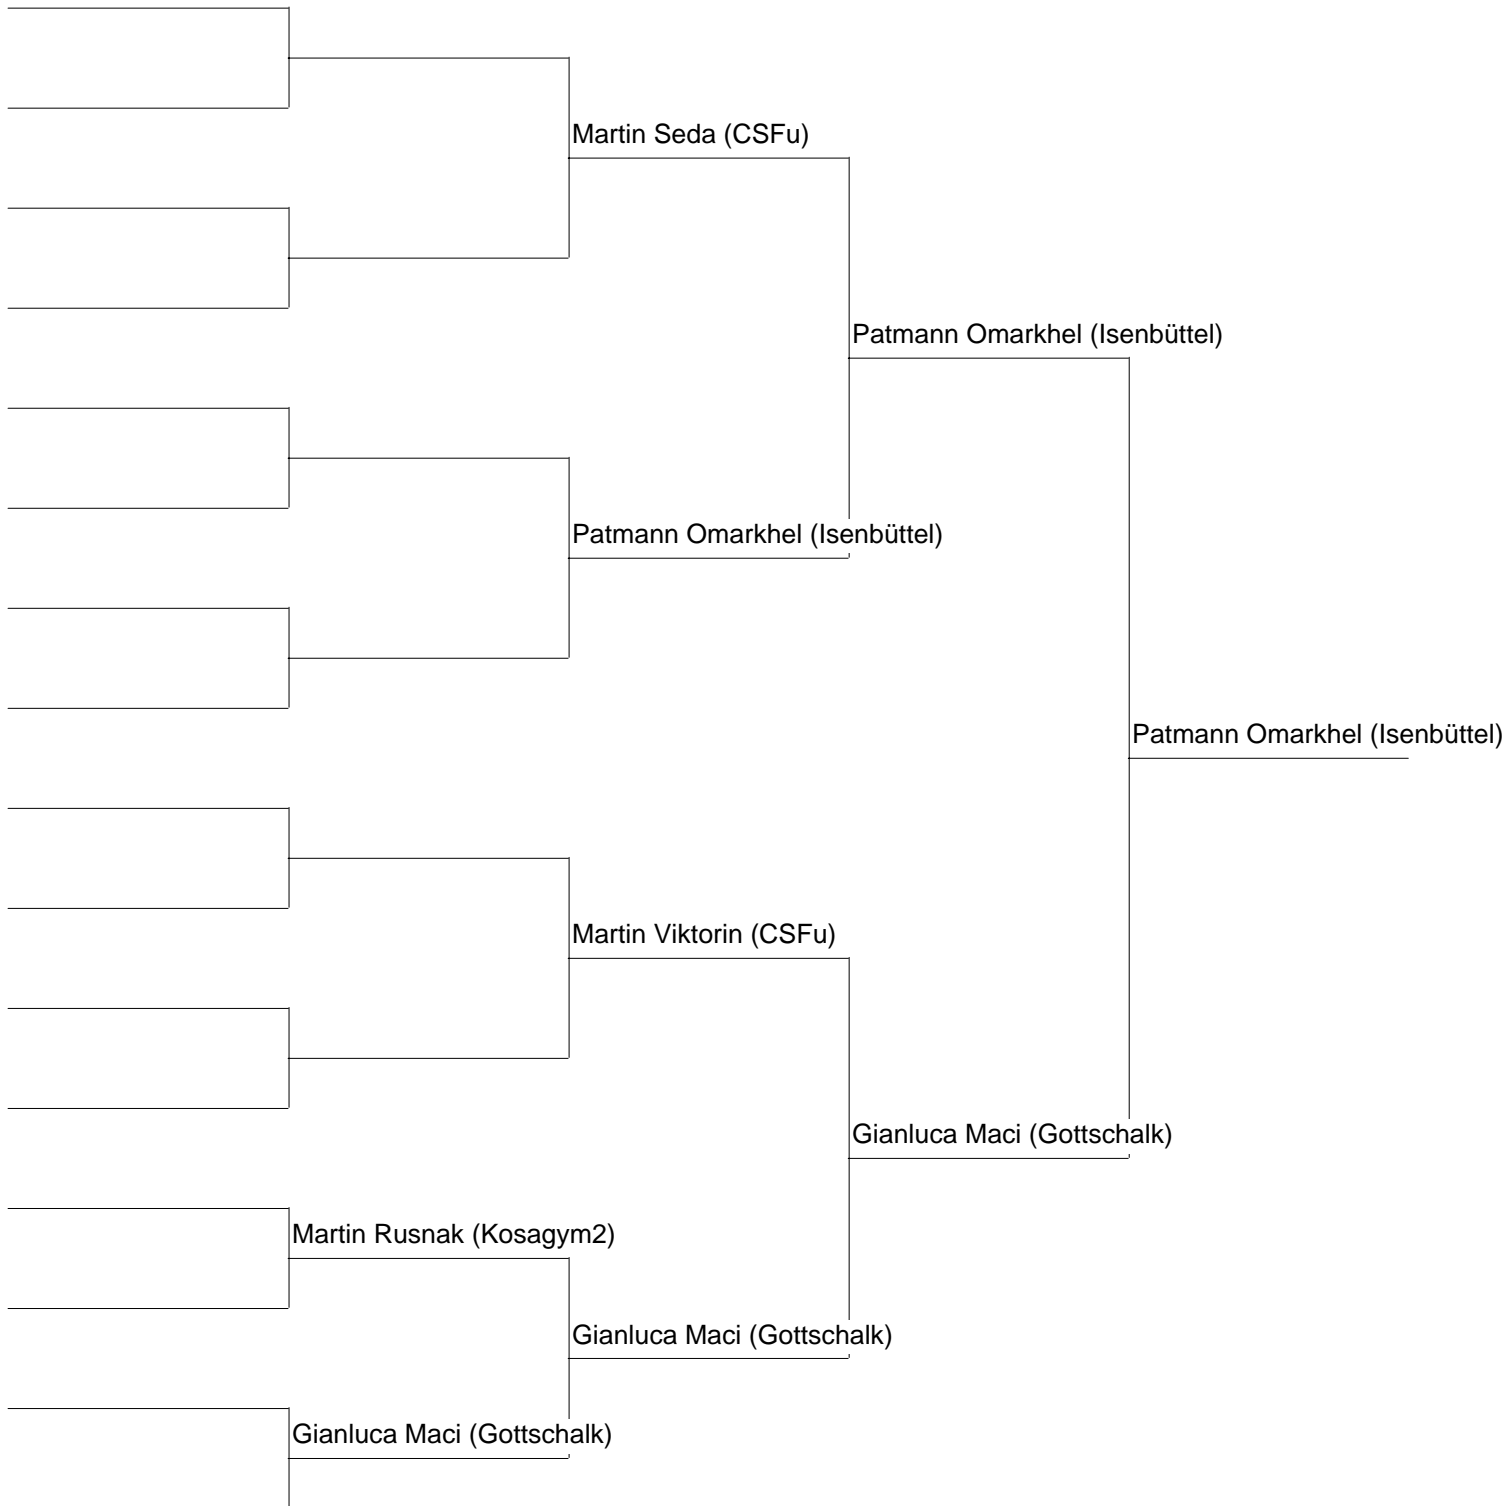 Martin Seda (CSFu)
Patmann Omarkhel (Isenbüttel)
Patmann Omarkhel (Isenbüttel)
Patmann Omarkhel (Isenbüttel)
Martin Viktorin (CSFu)
Gianluca Maci (Gottschalk)
Martin Rusnak (Kosagym2)
Gianluca Maci (Gottschalk)
Gianluca Maci (Gottschalk)